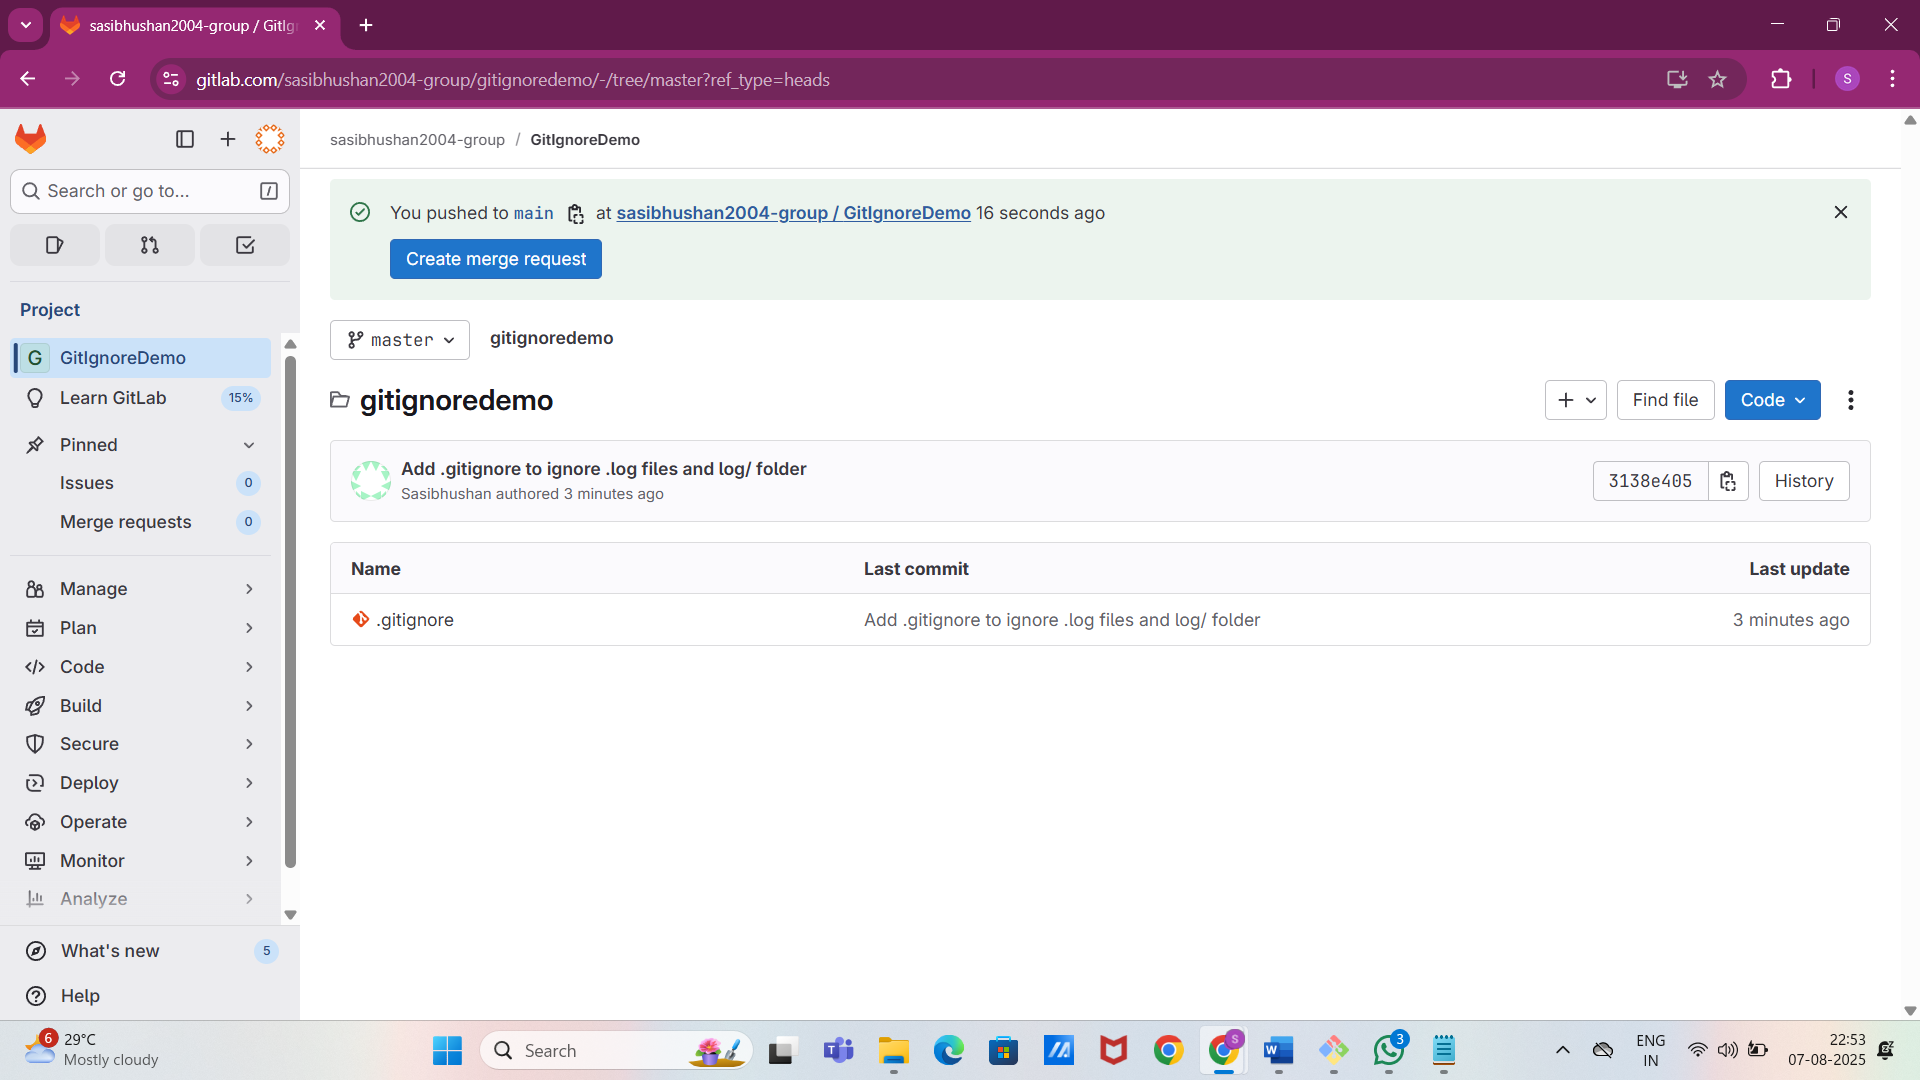 sasibhushan2004-group / GitIg
gitlab.com/sasibhushan2004-group/gitignoredemo/-/tree/master?ref_type=heads
S
sasibhushan2004-group / GitIgnoreDemo
Search or go to... /
You pushed to main at sasibhushan2004-group / GitIgnoreDemo 16 seconds ago
Create merge request
Project
G GitIgnoreDemo
Learn GitLab 15%
Pinned
Issues 0
Merge requests 0
Manage
Plan
Code
Build
Secure
Deploy
Operate
Monitor
Analyze
What's new 5
Help
master gitignoredemo
gitignoredemo
Find file Code
Add .gitignore to ignore .log files and log/ folder
Sasibhushan authored 3 minutes ago
3138e405 History
Name Last commit Last update
.gitignore Add .gitignore to ignore .log files and log/ folder 3 minutes ago
6 29°C
Mostly cloudy
Search
S
3
ENG
IN
22:53
07-08-2025